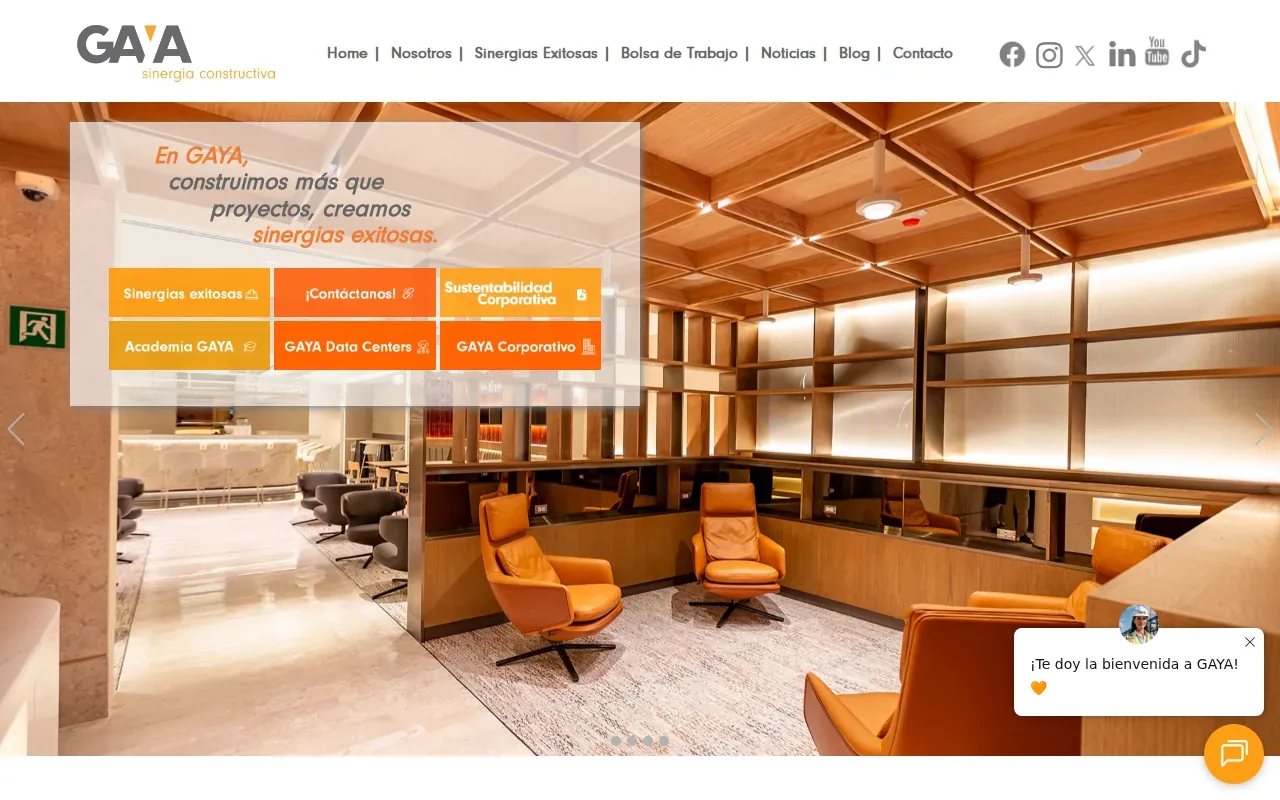 GAYA
sinergia constructiva
Home | Nosotros | Sinergias Exitosas | Bolsa de Trabajo | Noticias | Blog | Contacto
You
Tube
En GAYA,
construimos más que
proyectos, creamos
sinergias exitosas.
Sinergias exitosas
¡Contáctanos!
Sustentabilidad
Corporativa
Academia GAYA
GAYA Data Centers
GAYA Corporativo
¡Te doy la bienvenida a GAYA!
🧡